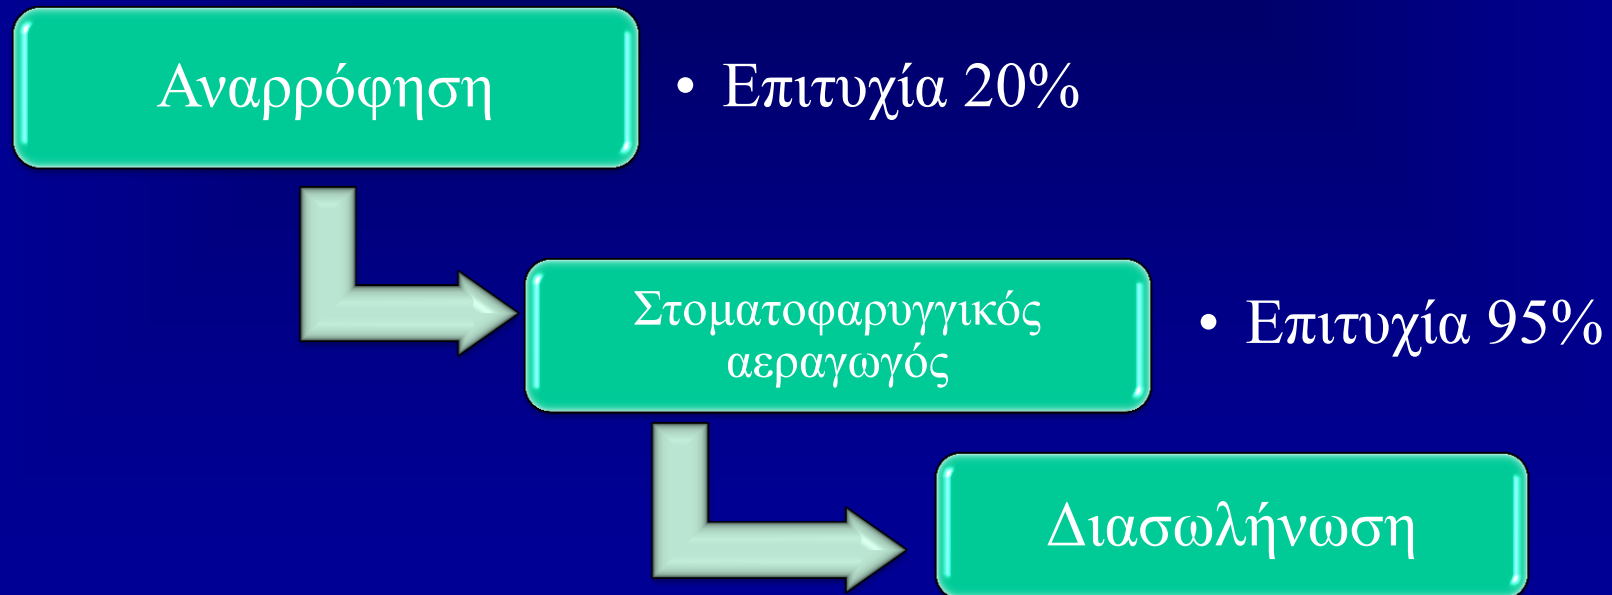 Αναρρόφηση
• Επιτυχία 20%
Στοματοφαρυγγικός
αεραγωγός
• Επιτυχία 95%
Διασωλήνωση